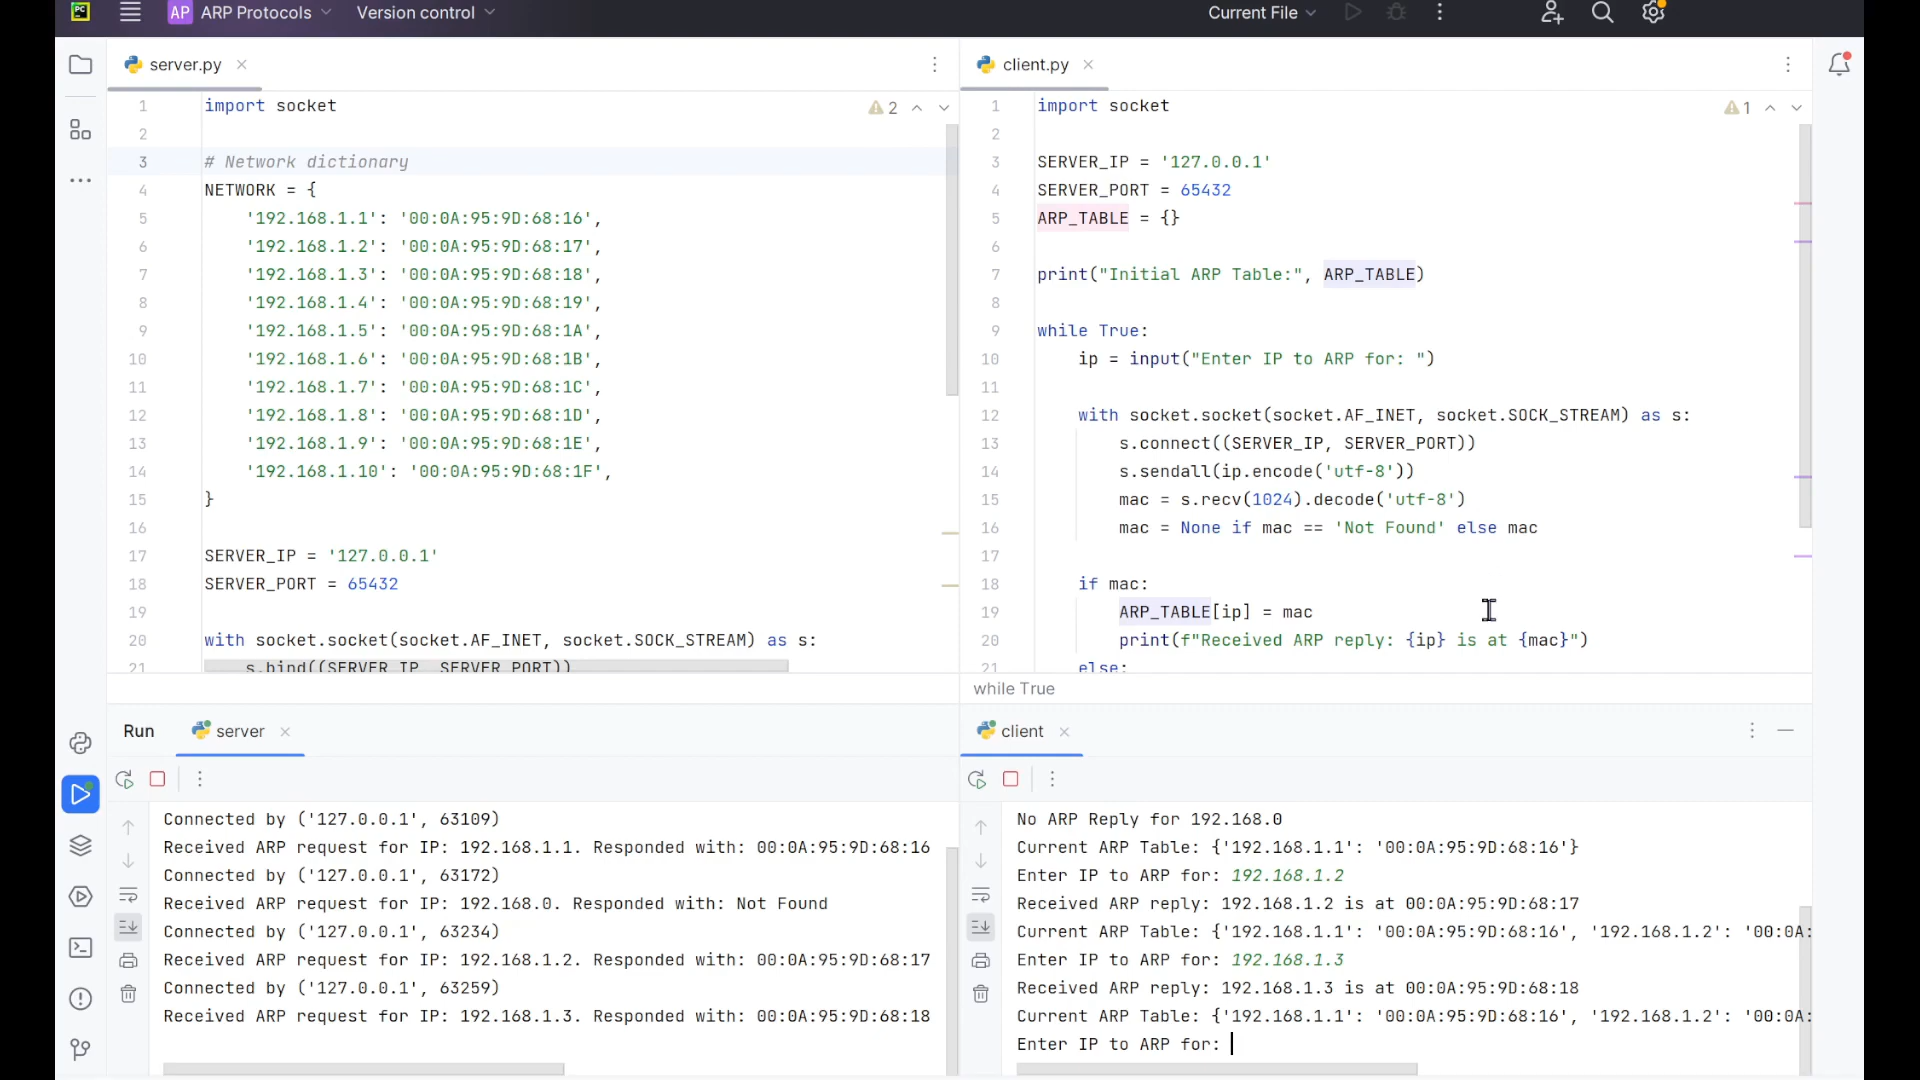 PC AP ARP Protocols Version control Current File
server.py
2
1 import socket
2
3 # Network dictionary
4 NETWORK = {
5 '192.168.1.1': '00:0A:95:9D:68:16',
6 '192.168.1.2': '00:0A:95:9D:68:17',
7 '192.168.1.3': '00:0A:95:9D:68:18',
8 '192.168.1.4': '00:0A:95:9D:68:19',
9 '192.168.1.5': '00:0A:95:9D:68:1A',
10 '192.168.1.6': '00:0A:95:9D:68:1B',
11 '192.168.1.7': '00:0A:95:9D:68:1C',
12 '192.168.1.8': '00:0A:95:9D:68:1D',
13 '192.168.1.9': '00:0A:95:9D:68:1E',
14 '192.168.1.10': '00:0A:95:9D:68:1F',
15 }
16
17 SERVER_IP = '127.0.0.1'
18 SERVER_PORT = 65432
19
20 with socket.socket(socket.AF_INET, socket.SOCK_STREAM) as s:
21 s.bind((SERVER_IP, SERVER_PORT))
client.py
1
1 import socket
2
3 SERVER_IP = '127.0.0.1'
4 SERVER_PORT = 65432
5 ARP_TABLE = {}
6
7 print("Initial ARP Table:", ARP_TABLE)
8
9 while True:
10 ip = input("Enter IP to ARP for: ")
11
12 with socket.socket(socket.AF_INET, socket.SOCK_STREAM) as s:
13 s.connect((SERVER_IP, SERVER_PORT))
14 s.sendall(ip.encode('utf-8'))
15 mac = s.recv(1024).decode('utf-8')
16 mac = None if mac == 'Not Found' else mac
17
18 if mac:
19 ARP_TABLE[ip] = mac
20 print(f"Received ARP reply: {ip} is at {mac}")
21 else:
while True
Run server
Connected by ('127.0.0.1', 63109)
Received ARP request for IP: 192.168.1.1. Responded with: 00:0A:95:9D:68:16
Connected by ('127.0.0.1', 63172)
Received ARP request for IP: 192.168.0. Responded with: Not Found
Connected by ('127.0.0.1', 63234)
Received ARP request for IP: 192.168.1.2. Responded with: 00:0A:95:9D:68:17
Connected by ('127.0.0.1', 63259)
Received ARP request for IP: 192.168.1.3. Responded with: 00:0A:95:9D:68:18
client
No ARP Reply for 192.168.0
Current ARP Table: {'192.168.1.1': '00:0A:95:9D:68:16'}
Enter IP to ARP for: 192.168.1.2
Received ARP reply: 192.168.1.2 is at 00:0A:95:9D:68:17
Current ARP Table: {'192.168.1.1': '00:0A:95:9D:68:16', '192.168.1.2': '00:0A:
Enter IP to ARP for: 192.168.1.3
Received ARP reply: 192.168.1.3 is at 00:0A:95:9D:68:18
Current ARP Table: {'192.168.1.1': '00:0A:95:9D:68:16', '192.168.1.2': '00:0A:
Enter IP to ARP for: